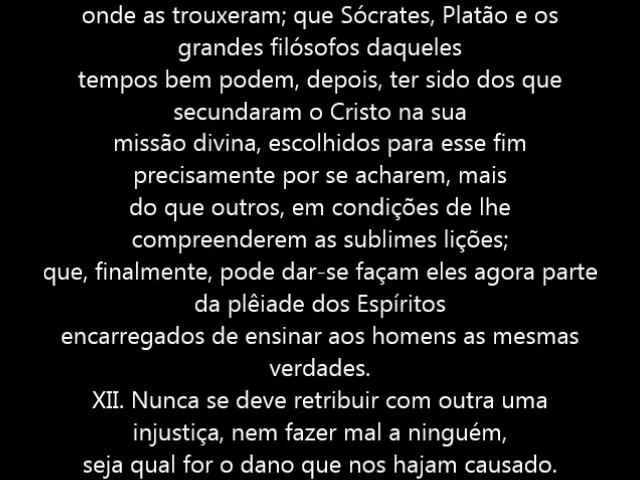 onde as trouxeram; que Sócrates, Platão e os
grandes filósofos daqueles
tempos bem podem, depois, ter sido dos que
secundaram o Cristo na sua
missão divina, escolhidos para esse fim
precisamente por se acharem, mais
do que outros, em condições de lhe
compreenderem as sublimes lições;
que, finalmente, pode dar-se façam eles agora parte
da plêiade dos Espíritos
encarregados de ensinar aos homens as mesmas
verdades.
XII. Nunca se deve retribuir com outra uma
injustiça, nem fazer mal a ninguém,
seja qual for o dano que nos hajam causado.